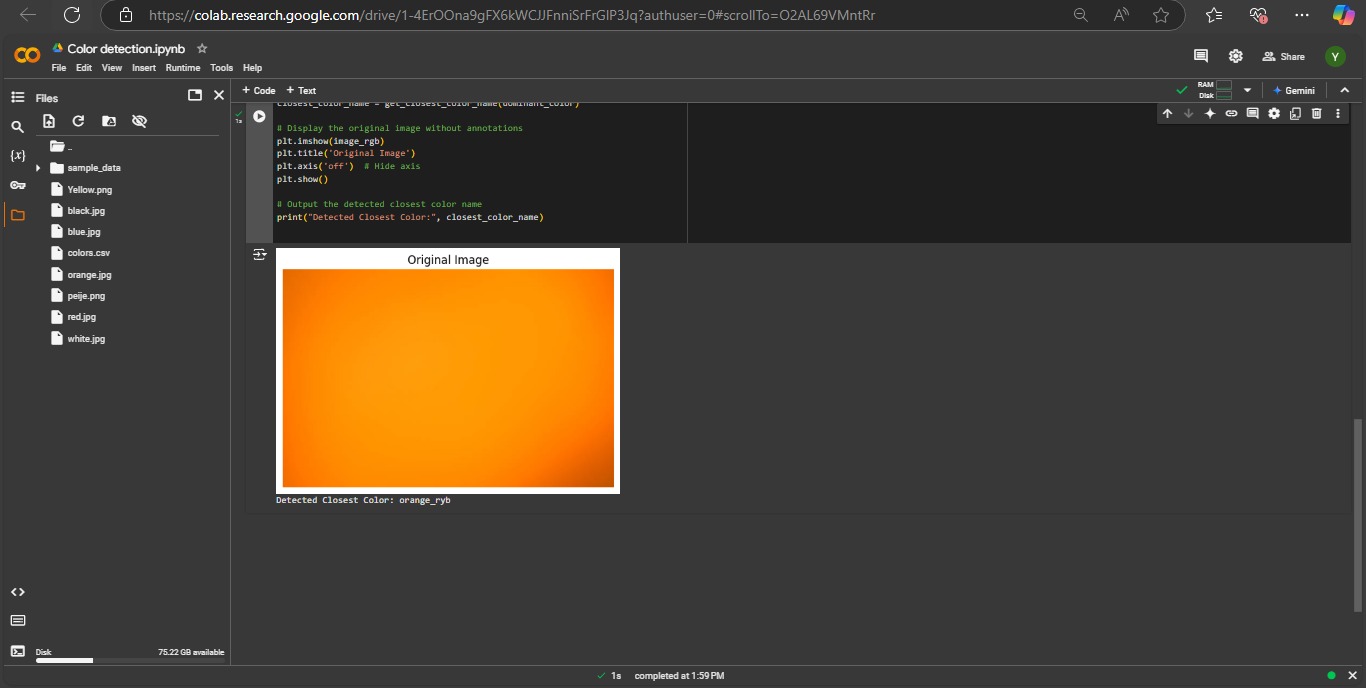 https://colab.research.google.com/drive/1-4ErOOna9gFX6kWCJJFnniSrFrGIP3Jq?authuser=0#scrollTo=O2AL69VMntRr
Color detection.ipynb
File Edit View Insert Runtime Tools Help
Share
Y
Files
+ Code + Text
RAM
Disk
Gemini
closest_color_name = get_closest_color_name(dominant_color)
1s
# Display the original image without annotations
plt.imshow(image_rgb)
plt.title('Original Image')
plt.axis('off') # Hide axis
plt.show()
# Output the detected closest color name
print("Detected Closest Color:", closest_color_name)
..
sample_data
Yellow.png
black.jpg
blue.jpg
colors.csv
orange.jpg
peije.png
red.jpg
white.jpg
Original Image
Detected Closest Color: orange_ryb
Disk 75.22 GB available
1s completed at 1:59 PM